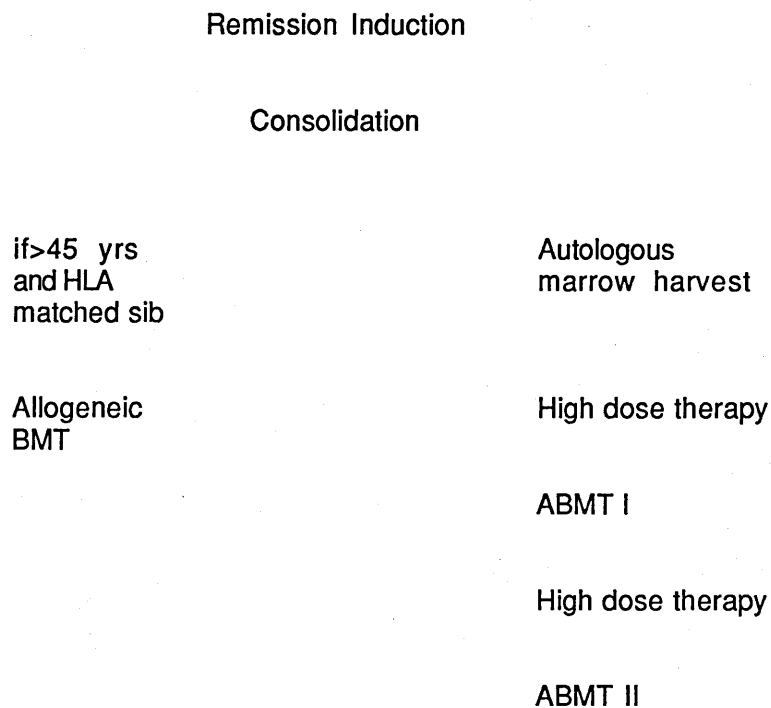 Remission Induction
Consolidation
if>45 yrs
and HLA
matched sib
Autologous
marrow harvest
Allogeneic
BMT
High dose therapy
ABMT I
High dose therapy
ABMT II